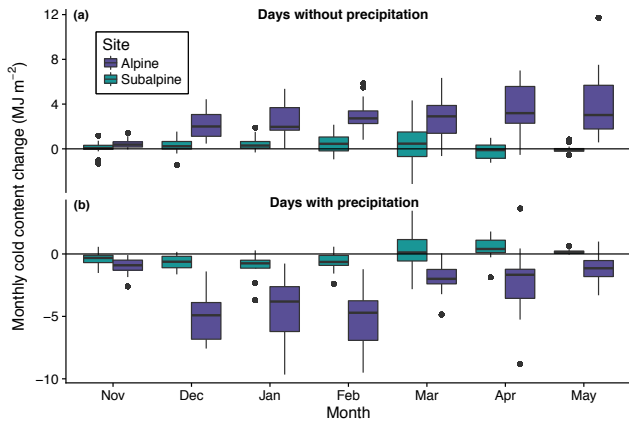 (a)
Days without precipitation
Site
Alpine
Subalpine
12
8
4
0
(b)
Days with precipitation
0
−5
−10
Monthly cold content change (MJ m⁻²)
Nov Dec Jan Feb Mar Apr May
Month